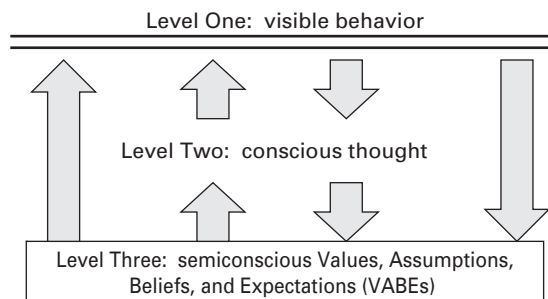 Level One: visible behavior
Level Two: conscious thought
Level Three: semiconscious Values, Assumptions,
Beliefs, and Expectations (VABEs)